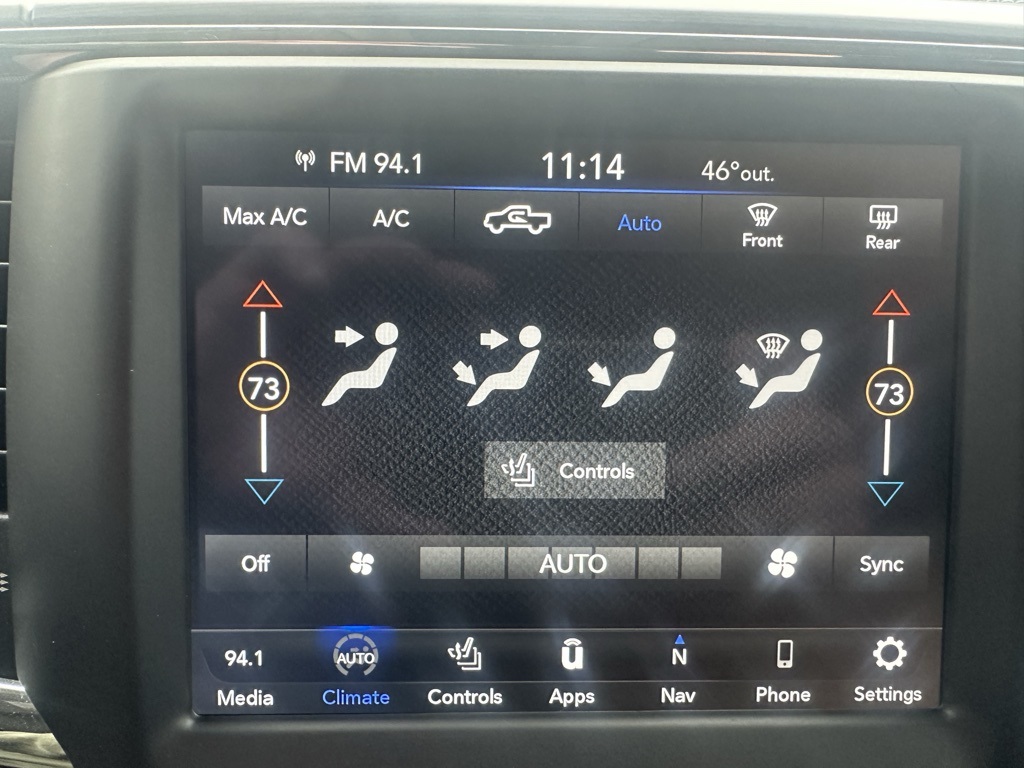 FM 94.1 11:14 46°out.
Max A/C A/C Auto Front Rear
73 73
Controls
Off AUTO Sync
94.1 AUTO N
Media Climate Controls Apps Nav Phone Settings